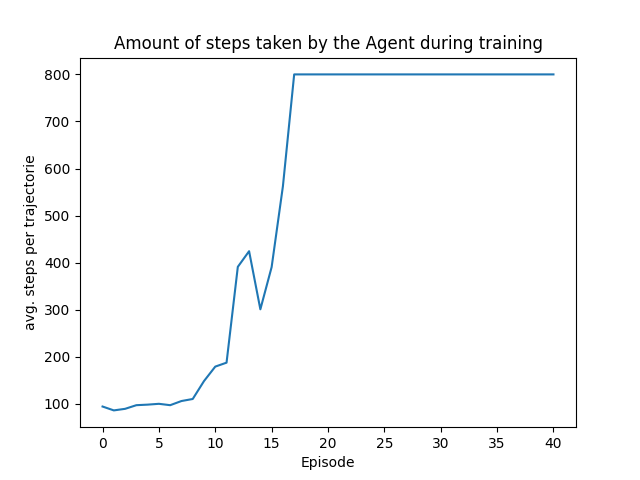 Amount of steps taken by the Agent during training
800
700
600
500
400
300
200
100
avg. steps per trajectorie
0 5 10 15 20 25 30 35 40
Episode